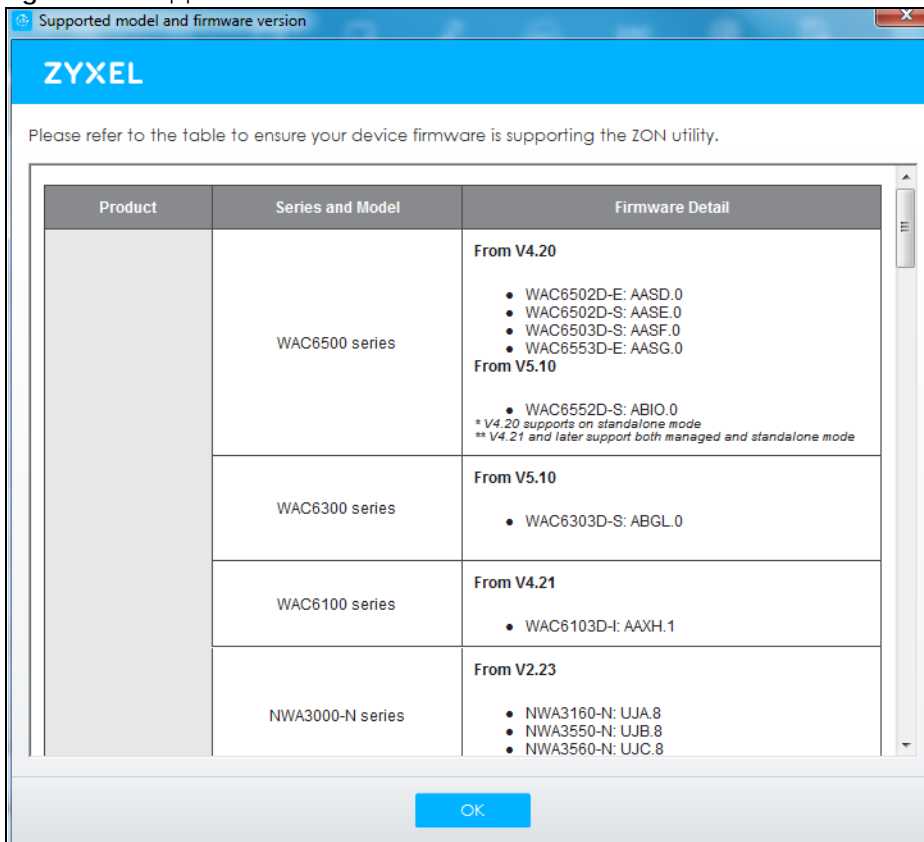 Supported model and firmware version
ZYXEL
Please refer to the table to ensure your device firmware is supporting the ZON utility.
Product
Series and Model
Firmware Detail
WAC6500 series
From V4.20
• WAC6502D-E: AASD.0
• WAC6502D-S: AASE.0
• WAC6503D-S: AASF.0
• WAC6553D-E: AASG.0
From V5.10
• WAC6552D-S: ABIO.0
* V4.20 supports on standalone mode
** V4.21 and later support both managed and standalone mode
WAC6300 series
From V5.10
• WAC6303D-S: ABGL.0
WAC6100 series
From V4.21
• WAC6103D-I: AAXH.1
NWA3000-N series
From V2.23
• NWA3160-N: UJA.8
• NWA3550-N: UJB.8
• NWA3560-N: UJC.8
OK